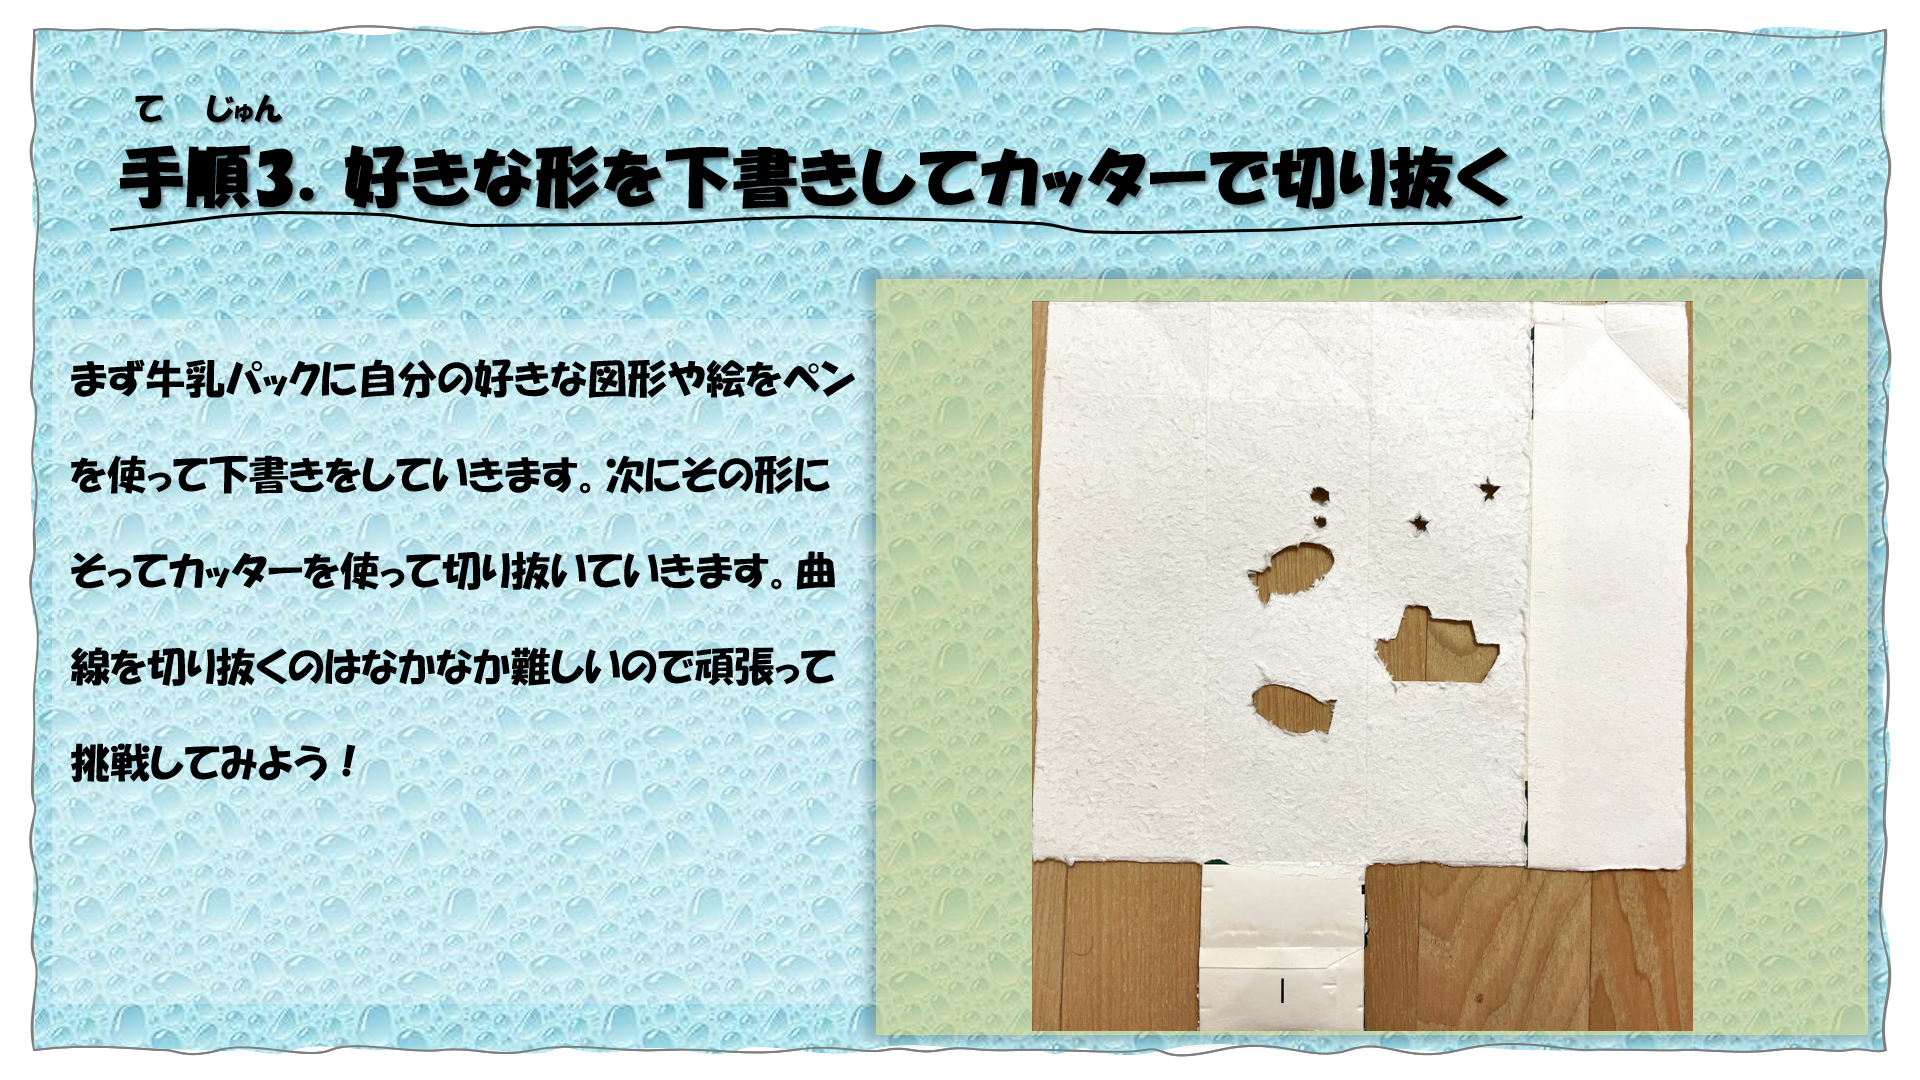 て じゅん
手順3. 好きな形を下書きしてカッターで切り抜く
まず牛乳パックに自分の好きな図形や絵をペン
を使って下書きをしていきます。次にその形に
そってカッターを使って切り抜いていきます。曲
線を切り抜くのはなかなか難しいので頑張って
挑戦してみよう！